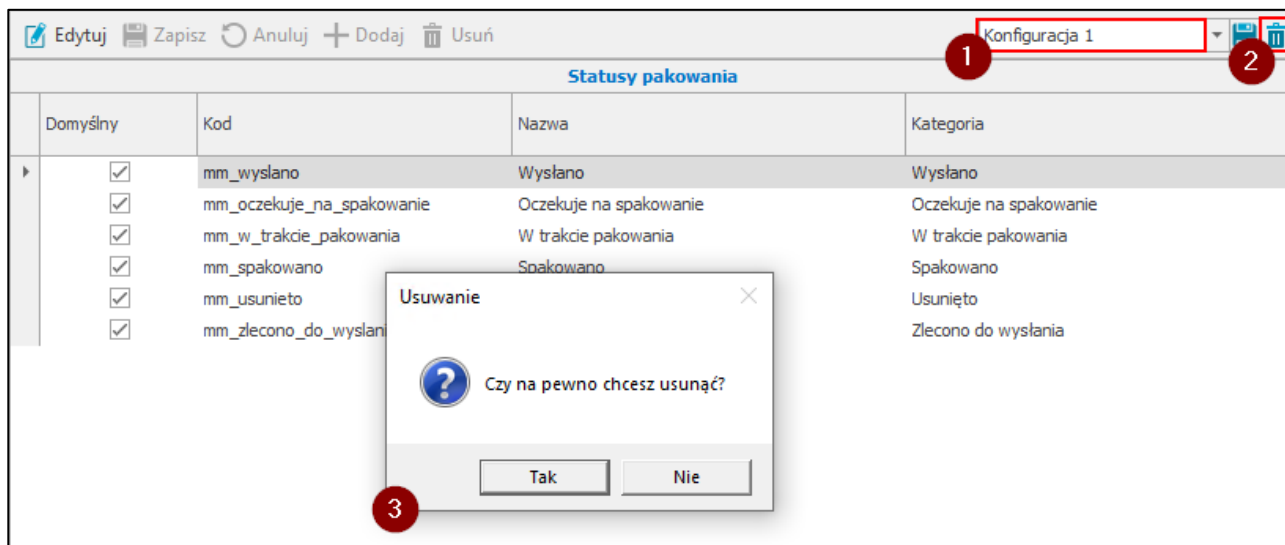 Edytuj Zapisz Anuluj Dodaj Usuń Konfiguracja 1
1 2
Statusy pakowania
Domyślny Kod Nazwa Kategoria
mm_wyslano Wysłano Wysłano
mm_oczekuje_na_spakowanie Oczekuje na spakowanie Oczekuje na spakowanie
mm_w_trakcie_pakowania W trakcie pakowania W trakcie pakowania
mm_spakowano Spakowano Spakowano
mm_usunieto Usunięto
mm_zlecono_do_wyslani Zlecono do wysłania
Usuwanie
Czy na pewno chcesz usunąć?
Tak Nie
3